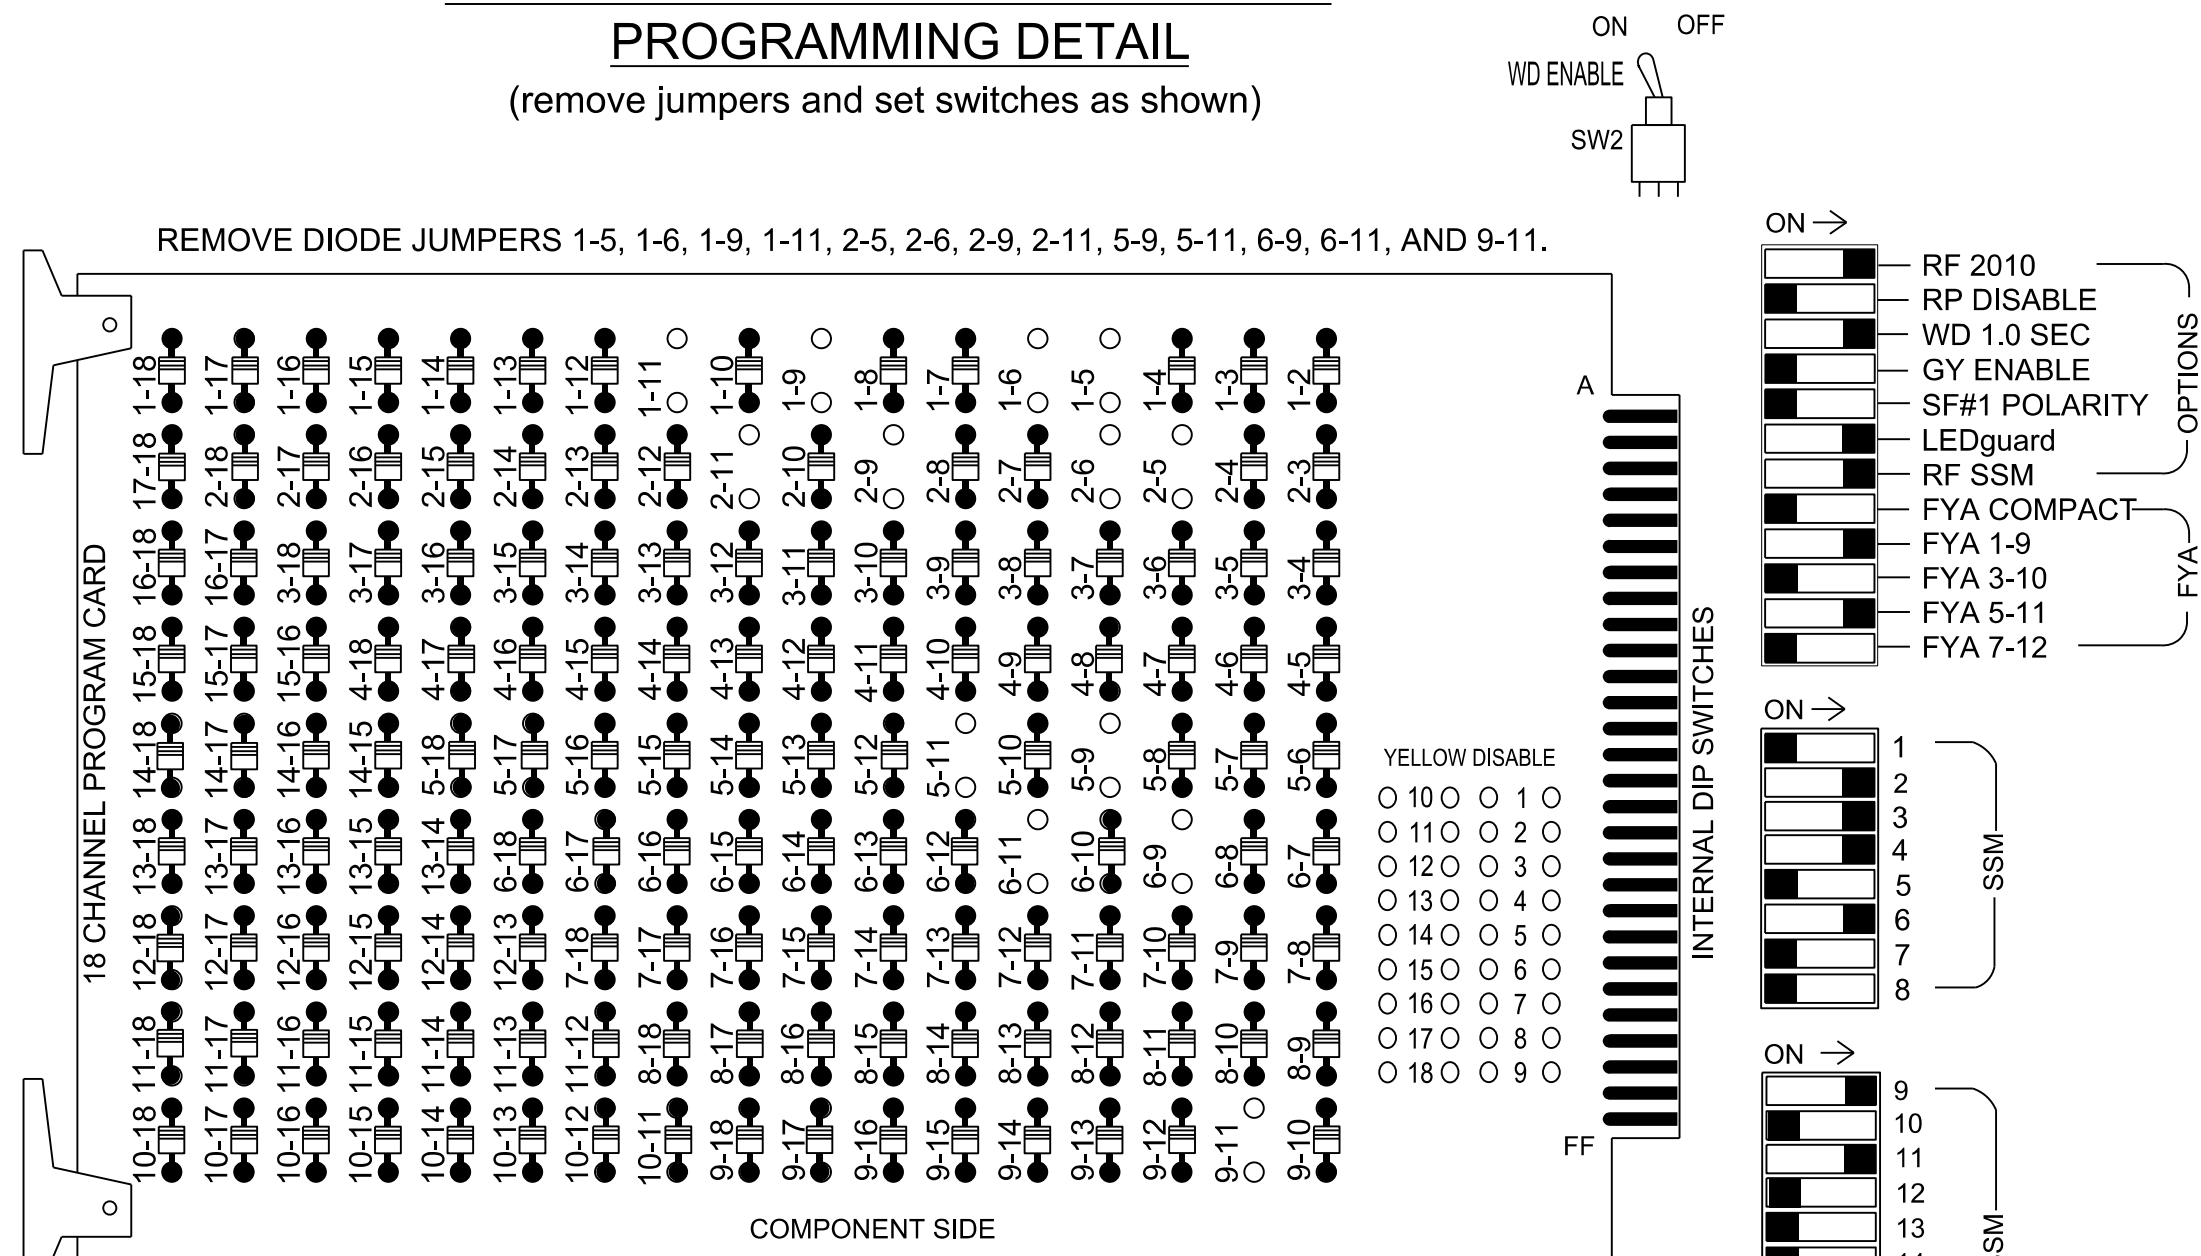 PROGRAMMING DETAIL
(remove jumpers and set switches as shown)
ON OFF
WD ENABLE
SW2
REMOVE DIODE JUMPERS 1-5, 1-6, 1-9, 1-11, 2-5, 2-6, 2-9, 2-11, 5-9, 5-11, 6-9, 6-11, AND 9-11.
18 CHANNEL PROGRAM CARD
1-18 1-17 1-16 1-15 1-14 1-13 1-12 1-11 1-10 1-9 1-8 1-7 1-6 1-5 1-4 1-3 1-2
17-18 2-18 2-17 2-16 2-15 2-14 2-13 2-12 2-11 2-10 2-9 2-8 2-7 2-6 2-5 2-4 2-3
16-18 16-17 3-18 3-17 3-16 3-15 3-14 3-13 3-12 3-11 3-10 3-9 3-8 3-7 3-6 3-5 3-4
15-18 15-17 15-16 4-18 4-17 4-16 4-15 4-14 4-13 4-12 4-11 4-10 4-9 4-8 4-7 4-6 4-5
14-18 14-17 14-16 14-15 5-18 5-17 5-16 5-15 5-14 5-13 5-12 5-11 5-10 5-9 5-8 5-7 5-6
13-18 13-17 13-16 13-15 13-14 6-18 6-17 6-16 6-15 6-14 6-13 6-12 6-11 6-10 6-9 6-8 6-7
12-18 12-17 12-16 12-15 12-14 12-13 7-18 7-17 7-16 7-15 7-14 7-13 7-12 7-11 7-10 7-9 7-8
11-18 11-17 11-16 11-15 11-14 11-13 11-12 8-18 8-17 8-16 8-15 8-14 8-13 8-12 8-11 8-10 8-9
10-18 10-17 10-16 10-15 10-14 10-13 10-12 10-11 9-18 9-17 9-16 9-15 9-14 9-13 9-12 9-11 9-10
COMPONENT SIDE
YELLOW DISABLE
10 1
11 2
12 3
13 4
14 5
15 6
16 7
17 8
18 9
A
FF
INTERNAL DIP SWITCHES
ON
RF 2010
RP DISABLE
WD 1.0 SEC
GY ENABLE
SF#1 POLARITY
LEDguard
RF SSM
OPTIONS
FYA COMPACT
FYA 1-9
FYA 3-10
FYA 5-11
FYA 7-12
FYA
ON
1
2
3
4
5
6
7
8
SSM
ON
9
10
11
12
13